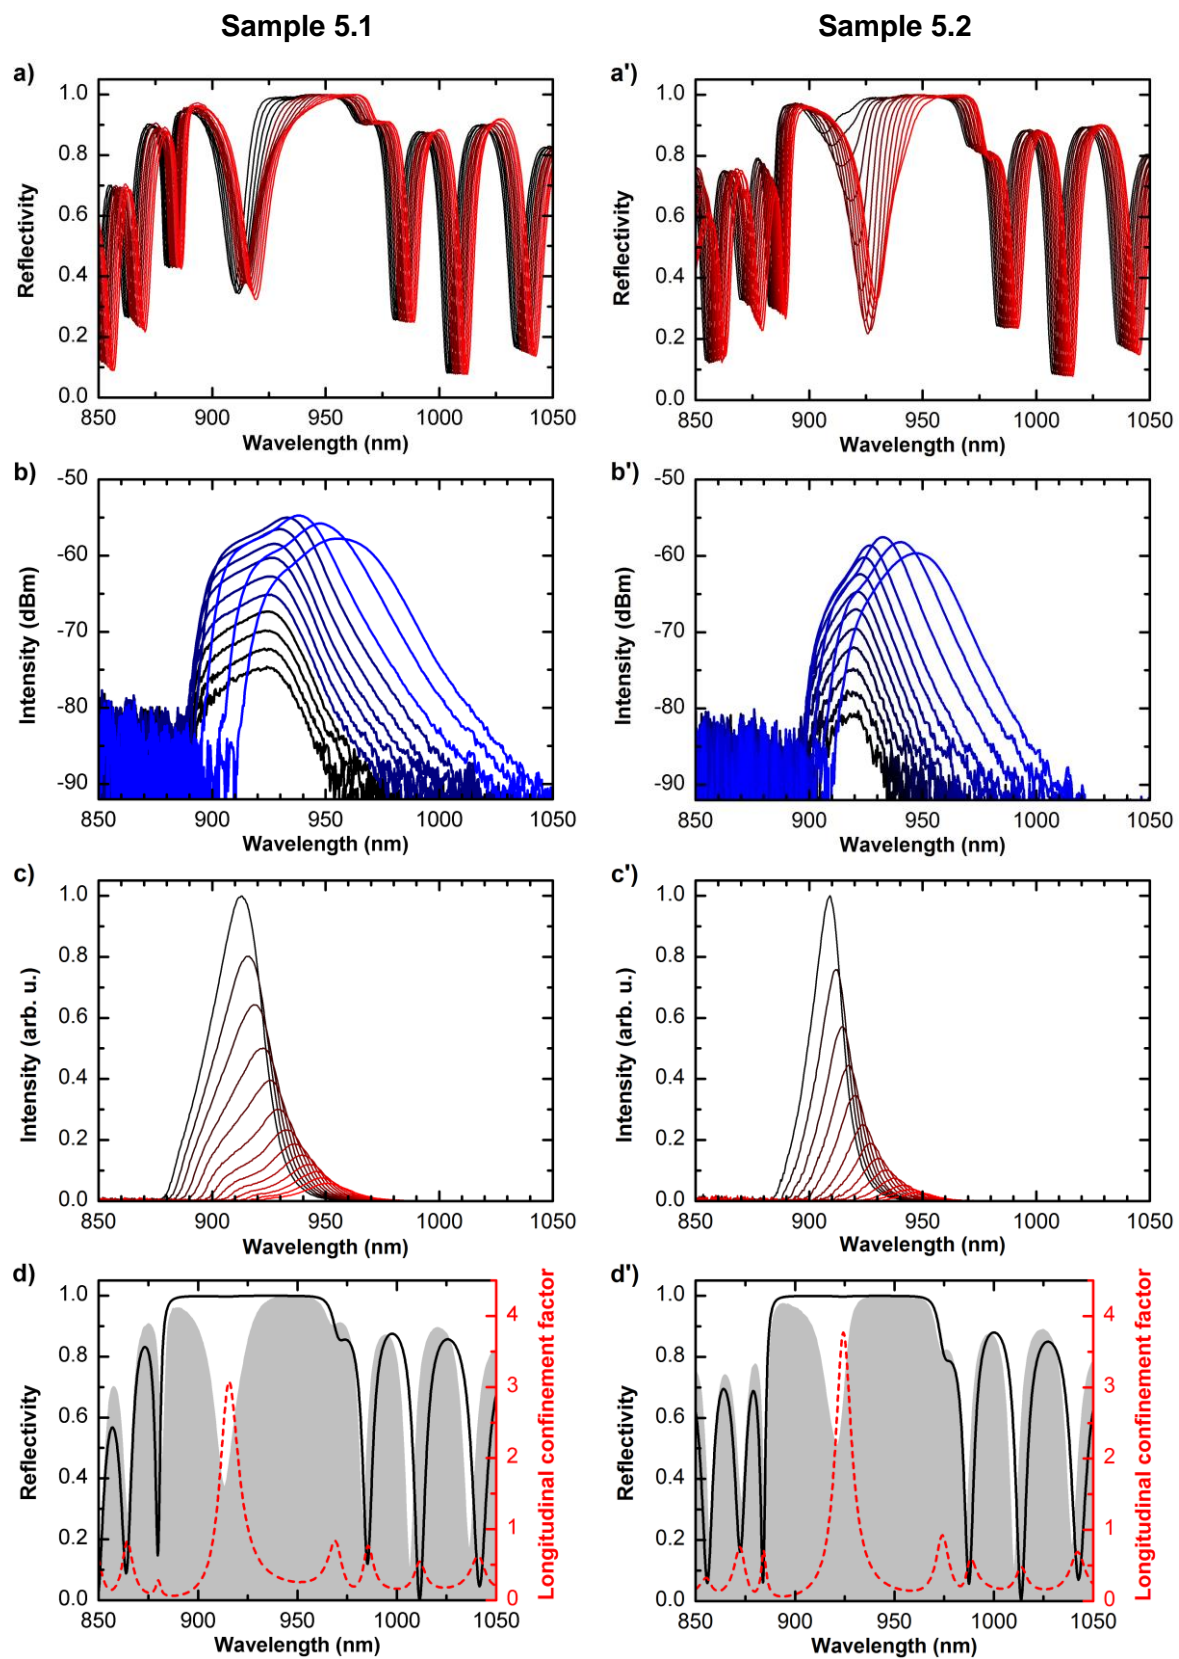 Sample 5.1
Sample 5.2
a)
1.0
0.8
0.6
0.4
0.2
0.0
Reflectivity
850 900 950 1000 1050
Wavelength (nm)
a')
1.0
0.8
0.6
0.4
0.2
0.0
Reflectivity
850 900 950 1000 1050
Wavelength (nm)
b)
-50
-60
-70
-80
-90
Intensity (dBm)
850 900 950 1000 1050
Wavelength (nm)
b')
-50
-60
-70
-80
-90
Intensity (dBm)
850 900 950 1000 1050
Wavelength (nm)
c)
1.0
0.8
0.6
0.4
0.2
0.0
Intensity (arb. u.)
850 900 950 1000 1050
Wavelength (nm)
c')
1.0
0.8
0.6
0.4
0.2
0.0
Intensity (arb. u.)
850 900 950 1000 1050
Wavelength (nm)
d)
1.0
0.8
0.6
0.4
0.2
0.0
Reflectivity
4
3
2
1
0
Longitudinal confinement factor
850 900 950 1000 1050
Wavelength (nm)
d')
1.0
0.8
0.6
0.4
0.2
0.0
Reflectivity
4
3
2
1
0
Longitudinal confinement factor
850 900 950 1000 1050
Wavelength (nm)